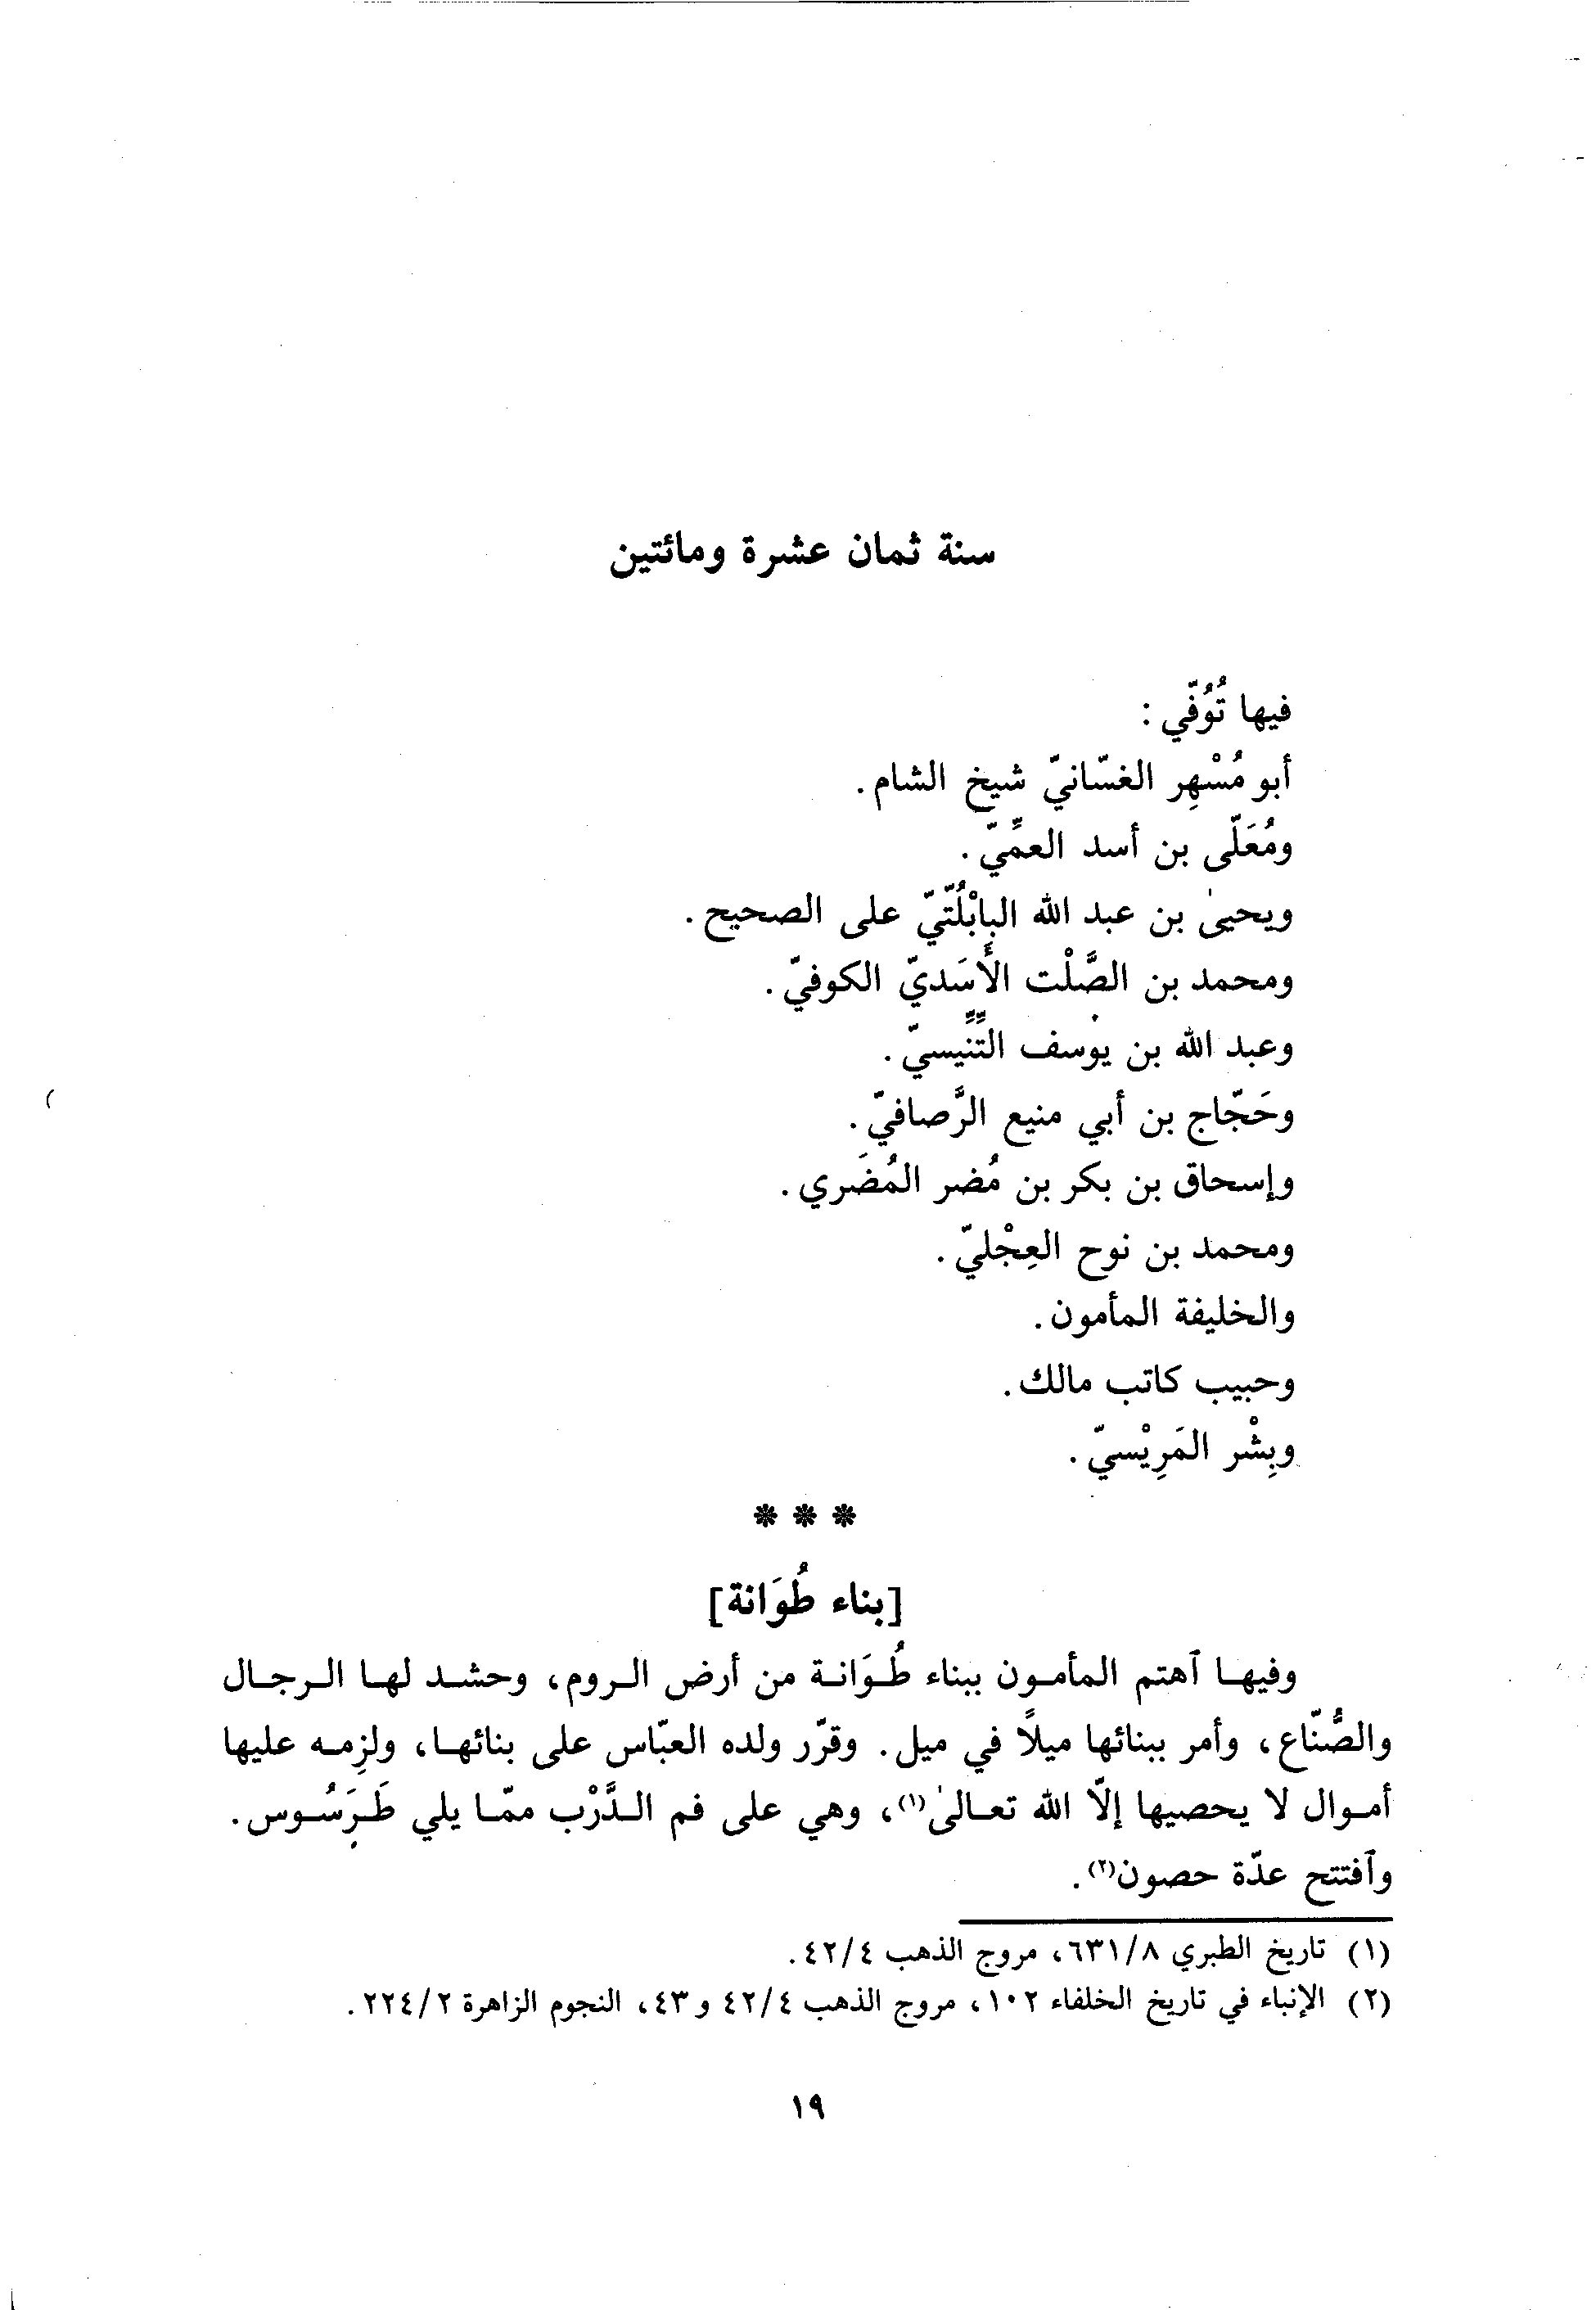 سنة ثمان عشرة ومائتين
فيها تُوُفّي :
أبو مُسْهِر الغسّانيّ شيخ الشام .
ومُعَلّى بن أسد العمِّيّ .
ويحيىٰ بن عبد الله البابْلُتّيّ على الصحيح .
ومحمد بن الصَّلْت الأَسَديّ الكوفيّ .
وعبد الله بن يوسف التِّنِّيسيّ .
وحَجّاج بن أبي منيع الرَّصافيّ .
وإسحاق بن بكر بن مُضر المُضَري .
ومحمد بن نوح العِجْليّ .
والخليفة المأمون .
وحبيب كاتب مالك .
وبِشْر المَرِيْسيّ .
* * *
[بناء طُوَانة]
وفيها آهتم المأمون ببناء طُوَانة من أرض الروم، وحشد لها الرجال
والصُّنّاع، وأمر ببنائها ميلاً في ميل . وقرّر ولده العبّاس على بنائها، ولزِمه عليها
أموال لا يحصيها إلّا الله تعالىٰ(١)، وهي على فم الدَّرْب ممّا يلي طَرَسُوس .
وآفتتح عدّة حصون(٢) .
(١) تاريخ الطبري ٦٣١/٨، مروج الذهب ٤٢/٤ .
(٢) الإنباء في تاريخ الخلفاء ١٠٢، مروج الذهب ٤٢/٤ و ٤٣، النجوم الزاهرة ٢٢٤/٢ .
١٩